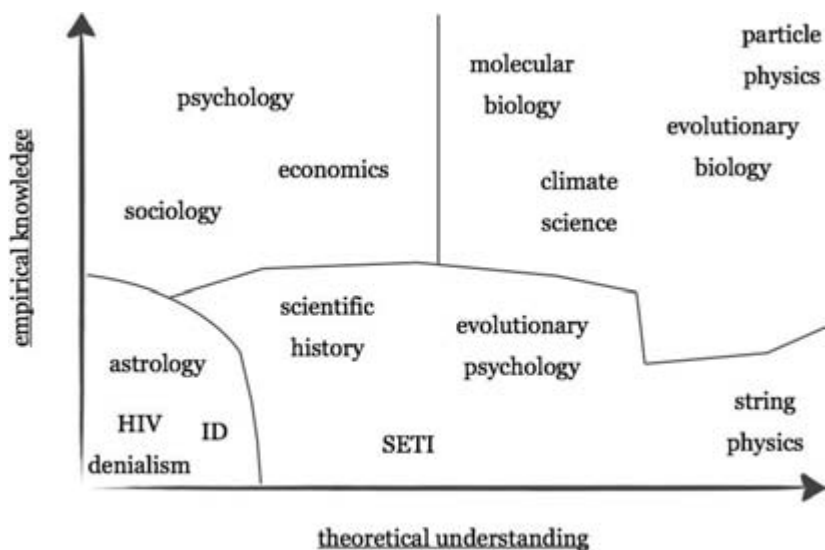 particle
physics
molecular
biology
psychology
evolutionary
biology
economics
climate
science
sociology
empirical knowledge
scientific
history
evolutionary
psychology
astrology
HIV
denialism
ID
SETI
string
physics
theoretical understanding